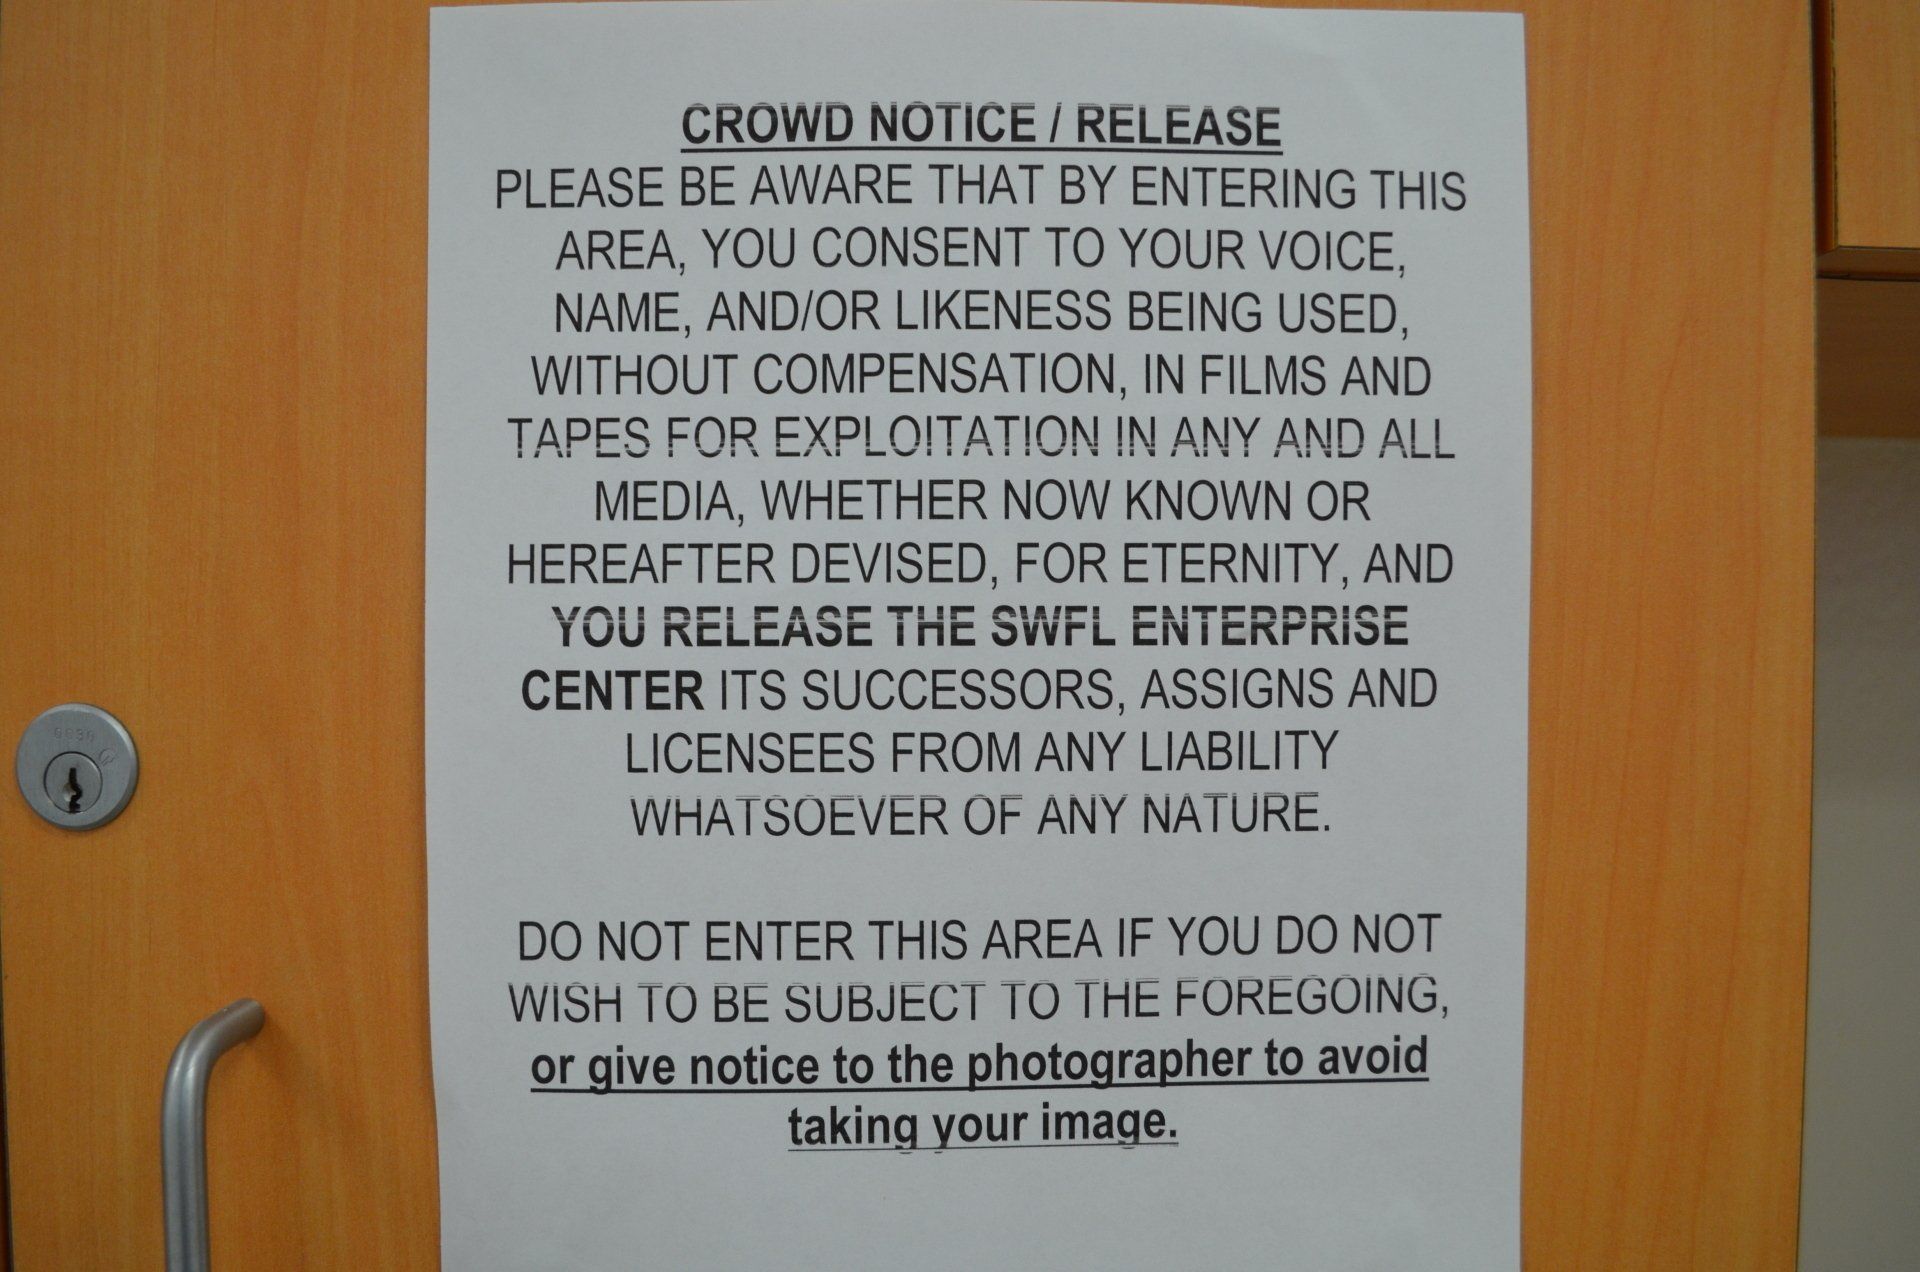 CROWD NOTICE / RELEASE
PLEASE BE AWARE THAT BY ENTERING THIS
AREA, YOU CONSENT TO YOUR VOICE,
NAME, AND/OR LIKENESS BEING USED,
WITHOUT COMPENSATION, IN FILMS AND
TAPES FOR EXPLOITATION IN ANY AND ALL
MEDIA, WHETHER NOW KNOWN OR
HEREAFTER DEVISED, FOR ETERNITY, AND
YOU RELEASE THE SWFL ENTERPRISE
CENTER ITS SUCCESSORS, ASSIGNS AND
LICENSEES FROM ANY LIABILITY
WHATSOEVER OF ANY NATURE.
DO NOT ENTER THIS AREA IF YOU DO NOT
WISH TO BE SUBJECT TO THE FOREGOING,
or give notice to the photographer to avoid
taking your image.